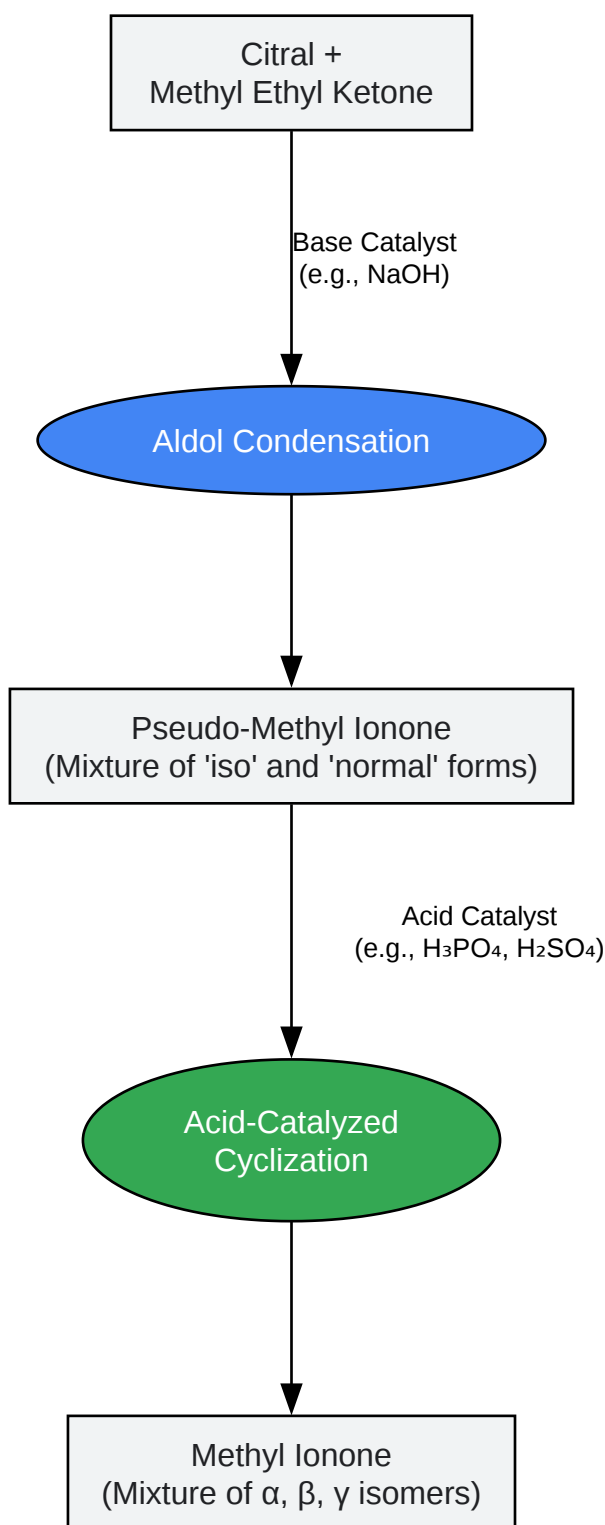 Citral +
Methyl Ethyl Ketone
Base Catalyst
(e.g., NaOH)
Aldol Condensation
Pseudo-Methyl Ionone
(Mixture of 'iso' and 'normal' forms)
Acid Catalyst
(e.g., H₃PO₄, H₂SO₄)
Acid-Catalyzed
Cyclization
Methyl Ionone
(Mixture of α, β, γ isomers)